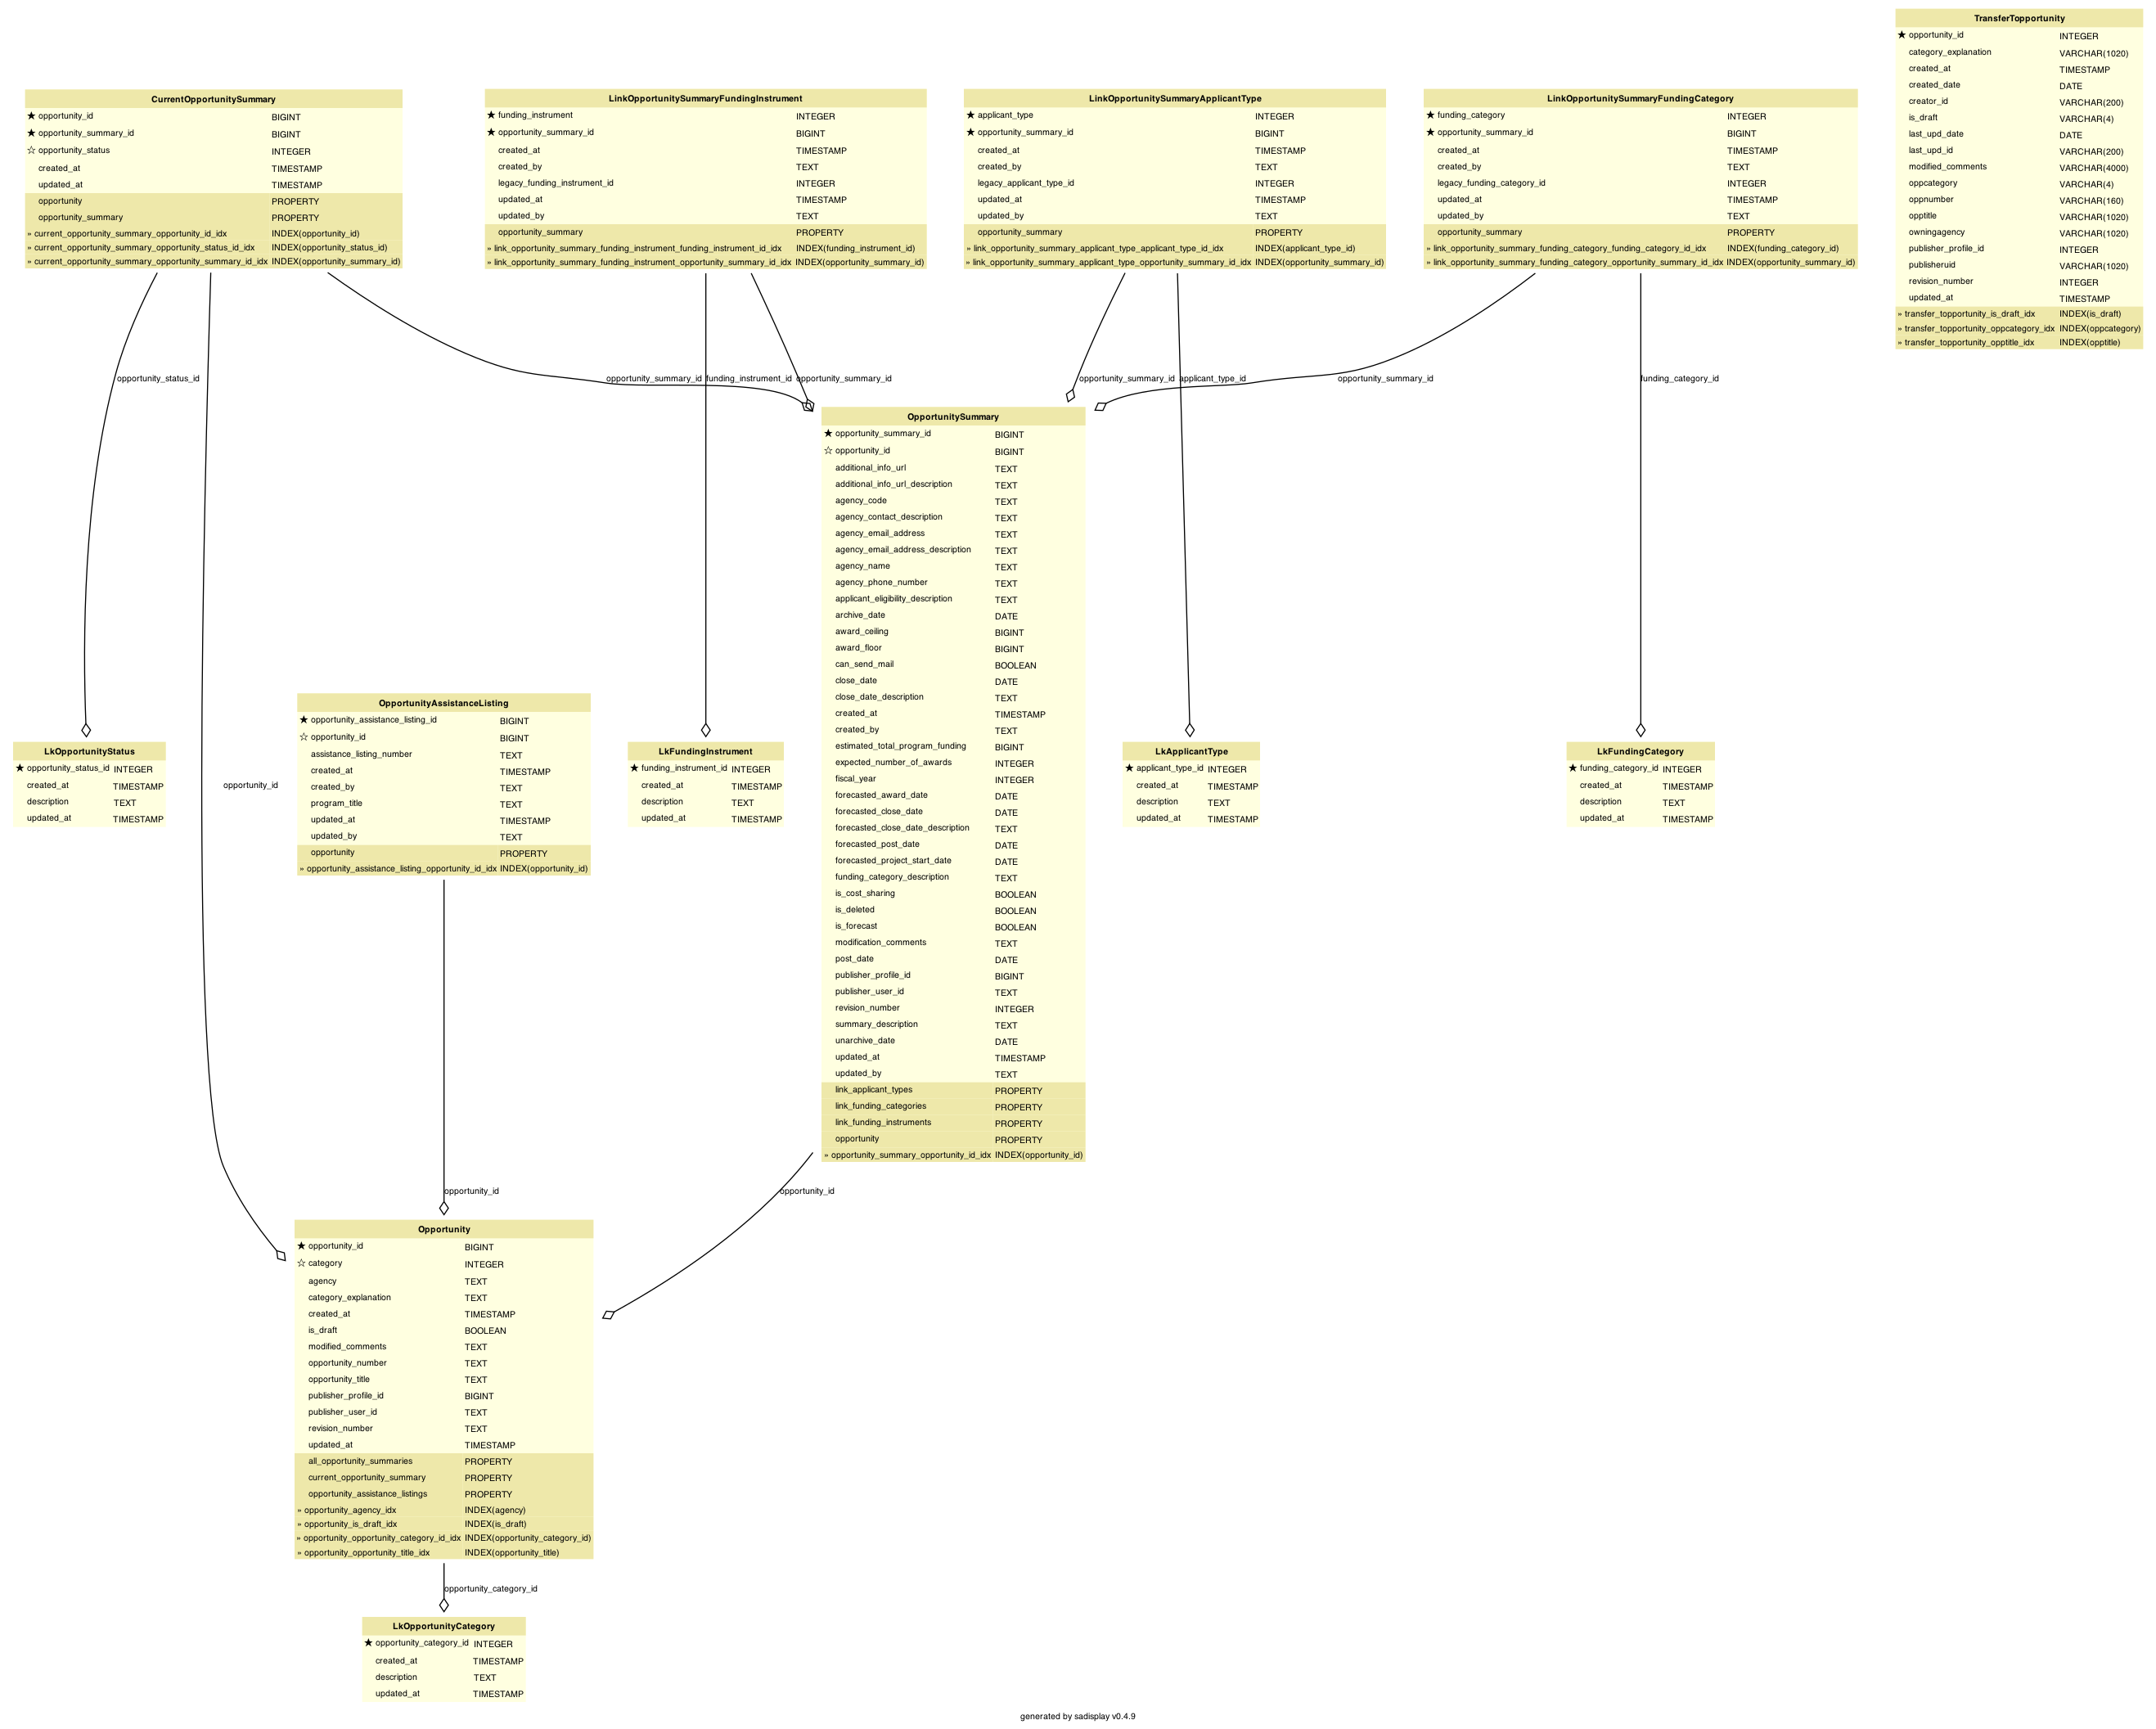 TransferTopportunity
★ opportunity_id INTEGER
category_explanation VARCHAR(1020)
created_at TIMESTAMP
created_date DATE
creator_id VARCHAR(200)
is_draft VARCHAR(4)
last_upd_date DATE
last_upd_id VARCHAR(200)
modified_comments VARCHAR(4000)
oppcategory VARCHAR(4)
oppnumber VARCHAR(160)
opptitle VARCHAR(1020)
owningagency VARCHAR(1020)
publisher_profile_id INTEGER
publisheruid VARCHAR(1020)
revision_number INTEGER
updated_at TIMESTAMP
» transfer_topportunity_is_draft_idx INDEX(is_draft)
» transfer_topportunity_oppcategory_idx INDEX(oppcategory)
» transfer_topportunity_opptitle_idx INDEX(opptitle)
CurrentOpportunitySummary
★ opportunity_id BIGINT
★ opportunity_summary_id BIGINT
☆ opportunity_status INTEGER
created_at TIMESTAMP
updated_at TIMESTAMP
opportunity PROPERTY
opportunity_summary PROPERTY
» current_opportunity_summary_opportunity_id_idx INDEX(opportunity_id)
» current_opportunity_summary_opportunity_status_id_idx INDEX(opportunity_status_id)
» current_opportunity_summary_opportunity_summary_id_idx INDEX(opportunity_summary_id)
LinkOpportunitySummaryFundingInstrument
★ funding_instrument INTEGER
★ opportunity_summary_id BIGINT
created_at TIMESTAMP
created_by TEXT
legacy_funding_instrument_id INTEGER
updated_at TIMESTAMP
updated_by TEXT
opportunity_summary PROPERTY
» link_opportunity_summary_funding_instrument_funding_instrument_id_idx INDEX(funding_instrument_id)
» link_opportunity_summary_funding_instrument_opportunity_summary_id_idx INDEX(opportunity_summary_id)
LinkOpportunitySummaryApplicantType
★ applicant_type INTEGER
★ opportunity_summary_id BIGINT
created_at TIMESTAMP
created_by TEXT
legacy_applicant_type_id INTEGER
updated_at TIMESTAMP
updated_by TEXT
opportunity_summary PROPERTY
» link_opportunity_summary_applicant_type_applicant_type_id_idx INDEX(applicant_type_id)
» link_opportunity_summary_applicant_type_opportunity_summary_id_idx INDEX(opportunity_summary_id)
LinkOpportunitySummaryFundingCategory
★ funding_category INTEGER
★ opportunity_summary_id BIGINT
created_at TIMESTAMP
created_by TEXT
legacy_funding_category_id INTEGER
updated_at TIMESTAMP
updated_by TEXT
opportunity_summary PROPERTY
» link_opportunity_summary_funding_category_funding_category_id_idx INDEX(funding_category_id)
» link_opportunity_summary_funding_category_opportunity_summary_id_idx INDEX(opportunity_summary_id)
opportunity_status_id
opportunity_summary_id
funding_instrument_id
opportunity_summary_id
opportunity_summary_id
applicant_type_id
opportunity_summary_id
funding_category_id
OpportunitySummary
★ opportunity_summary_id BIGINT
☆ opportunity_id BIGINT
additional_info_url TEXT
additional_info_url_description TEXT
agency_code TEXT
agency_contact_description TEXT
agency_email_address TEXT
agency_email_address_description TEXT
agency_name TEXT
agency_phone_number TEXT
applicant_eligibility_description TEXT
archive_date DATE
award_ceiling BIGINT
award_floor BIGINT
can_send_mail BOOLEAN
close_date DATE
close_date_description TEXT
created_at TIMESTAMP
created_by TEXT
estimated_total_program_funding BIGINT
expected_number_of_awards INTEGER
fiscal_year INTEGER
forecasted_award_date DATE
forecasted_close_date DATE
forecasted_close_date_description TEXT
forecasted_post_date DATE
forecasted_project_start_date DATE
funding_category_description TEXT
is_cost_sharing BOOLEAN
is_deleted BOOLEAN
is_forecast BOOLEAN
modification_comments TEXT
post_date DATE
publisher_profile_id BIGINT
publisher_user_id TEXT
revision_number INTEGER
summary_description TEXT
unarchive_date DATE
updated_at TIMESTAMP
updated_by TEXT
link_applicant_types PROPERTY
link_funding_categories PROPERTY
link_funding_instruments PROPERTY
opportunity PROPERTY
» opportunity_summary_opportunity_id_idx INDEX(opportunity_id)
LkOpportunityStatus
★ opportunity_status_id INTEGER
created_at TIMESTAMP
description TEXT
updated_at TIMESTAMP
opportunity_id
OpportunityAssistanceListing
★ opportunity_assistance_listing_id BIGINT
☆ opportunity_id BIGINT
assistance_listing_number TEXT
created_at TIMESTAMP
created_by TEXT
program_title TEXT
updated_at TIMESTAMP
updated_by TEXT
opportunity PROPERTY
» opportunity_assistance_listing_opportunity_id_idx INDEX(opportunity_id)
LkFundingInstrument
★ funding_instrument_id INTEGER
created_at TIMESTAMP
description TEXT
updated_at TIMESTAMP
LkApplicantType
★ applicant_type_id INTEGER
created_at TIMESTAMP
description TEXT
updated_at TIMESTAMP
LkFundingCategory
★ funding_category_id INTEGER
created_at TIMESTAMP
description TEXT
updated_at TIMESTAMP
opportunity_id
opportunity_id
Opportunity
★ opportunity_id BIGINT
☆ category INTEGER
agency TEXT
category_explanation TEXT
created_at TIMESTAMP
is_draft BOOLEAN
modified_comments TEXT
opportunity_number TEXT
opportunity_title TEXT
publisher_profile_id BIGINT
publisher_user_id TEXT
revision_number TEXT
updated_at TIMESTAMP
all_opportunity_summaries PROPERTY
current_opportunity_summary PROPERTY
opportunity_assistance_listings PROPERTY
» opportunity_agency_idx INDEX(agency)
» opportunity_is_draft_idx INDEX(is_draft)
» opportunity_opportunity_category_id_idx INDEX(opportunity_category_id)
» opportunity_opportunity_title_idx INDEX(opportunity_title)
opportunity_category_id
LkOpportunityCategory
★ opportunity_category_id INTEGER
created_at TIMESTAMP
description TEXT
updated_at TIMESTAMP
generated by sadisplay v0.4.9